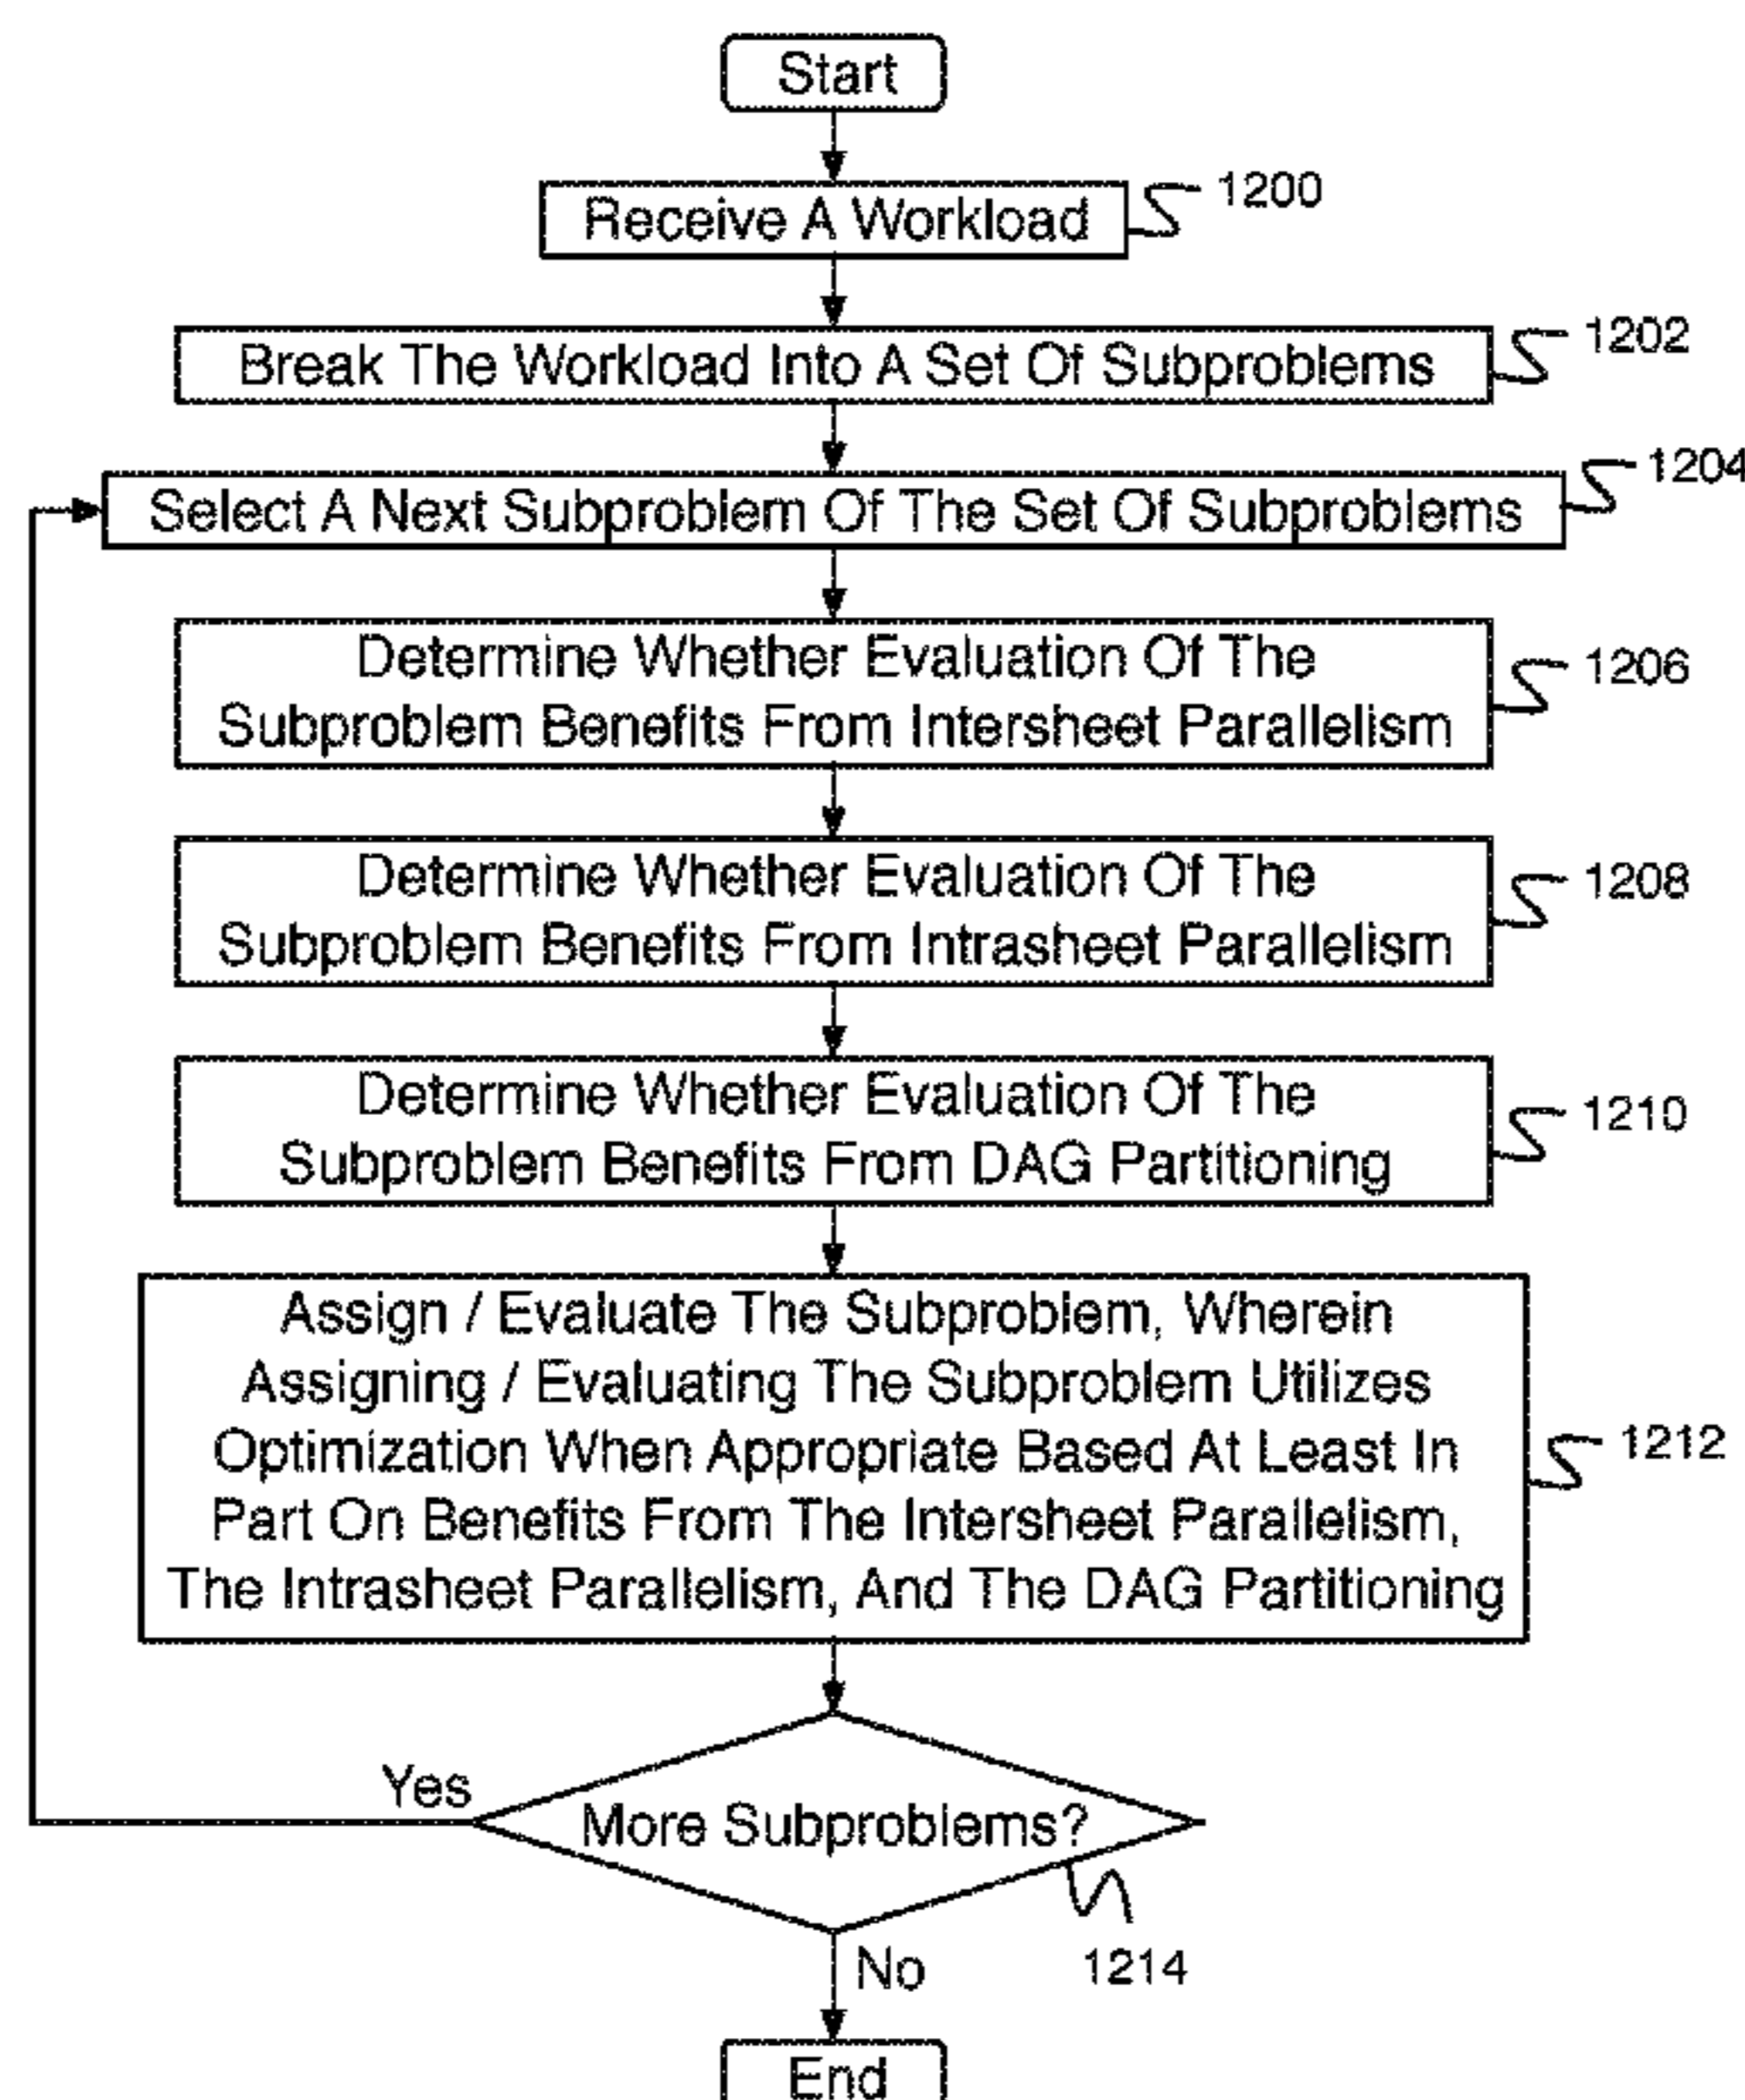 Start
Receive A Workload
1200
Break The Workload Into A Set Of Subproblems
1202
Select A Next Subproblem Of The Set Of Subproblems
1204
Determine Whether Evaluation Of The
Subproblem Benefits From Intersheet Parallelism
1206
Determine Whether Evaluation Of The
Subproblem Benefits From Intrasheet Parallelism
1208
Determine Whether Evaluation Of The
Subproblem Benefits From DAG Partitioning
1210
Assign / Evaluate The Subproblem, Wherein
Assigning / Evaluating The Subproblem Utilizes
Optimization When Appropriate Based At Least In
Part On Benefits From The Intersheet Parallelism,
The Intrasheet Parallelism, And The DAG Partitioning
1212
Yes
More Subproblems?
1214
No
End